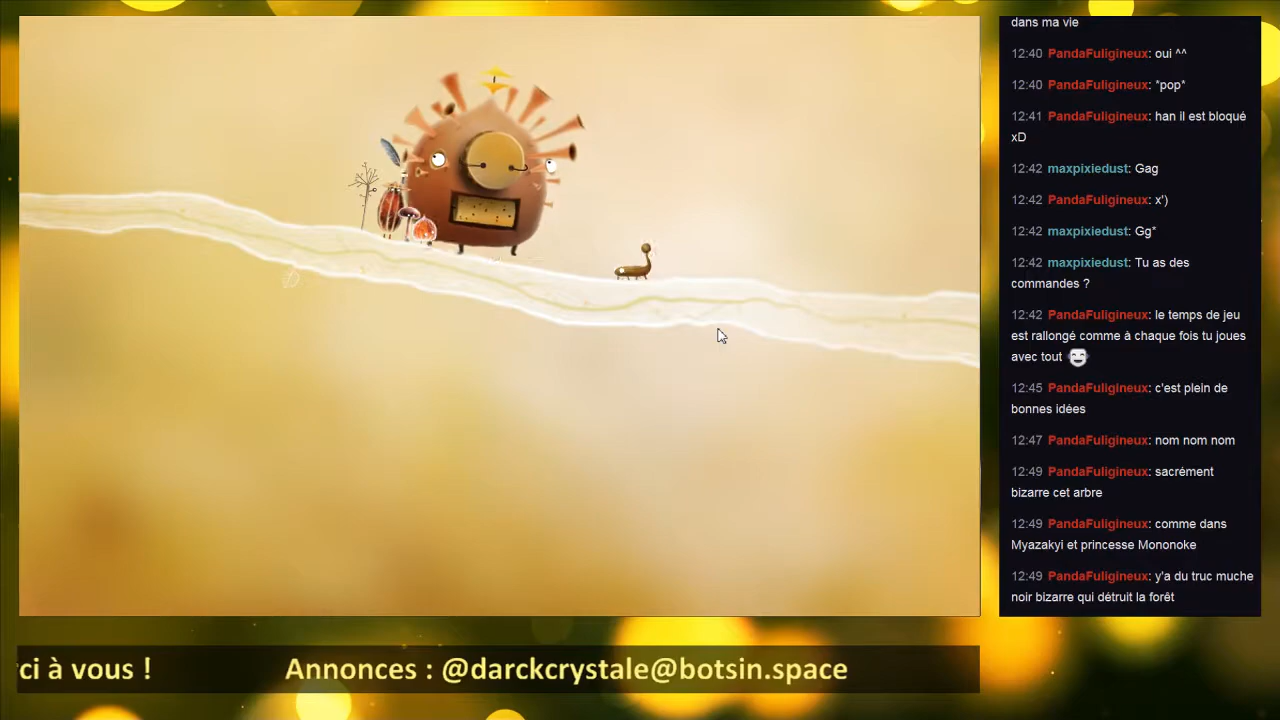 dans ma vie
12:40 PandaFuligineux: oui ^^
12:40 PandaFuligineux: *pop*
12:41 PandaFuligineux: han il est bloqué
xD
12:42 maxpixiedust: Gag
12:42 PandaFuligineux: x')
12:42 maxpixiedust: Gg*
12:42 maxpixiedust: Tu as des
commandes ?
12:42 PandaFuligineux: le temps de jeu
est rallongé comme à chaque fois tu joues
avec tout
12:45 PandaFuligineux: c'est plein de
bonnes idées
12:47 PandaFuligineux: nom nom nom
12:49 PandaFuligineux: sacrément
bizarre cet arbre
12:49 PandaFuligineux: comme dans
Myazakyi et princesse Mononoke
12:49 PandaFuligineux: y'a du truc muche
noir bizarre qui détruit la forêt
ci à vous ! Annonces : @darckcrystale@botsin.space